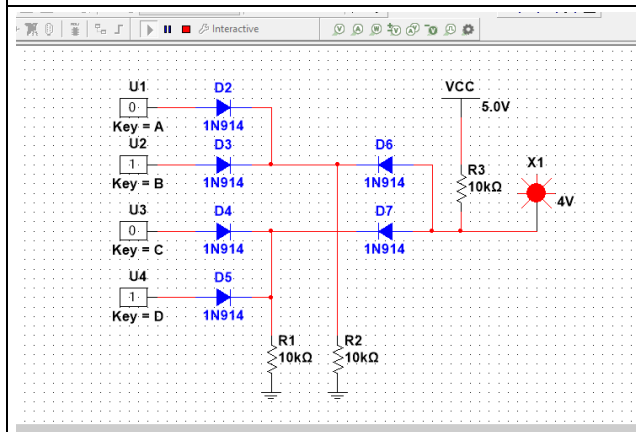 Interactive
V A W V A V
U1 D2 VCC
0 5.0V
Key = A 1N914
U2 D3 D6 X1
1 R3
Key = B 1N914 1N914 10kΩ 4V
U3 D4 D7
0
Key = C 1N914 1N914
U4 D5
1
Key = D 1N914
R1 R2
10kΩ 10kΩ